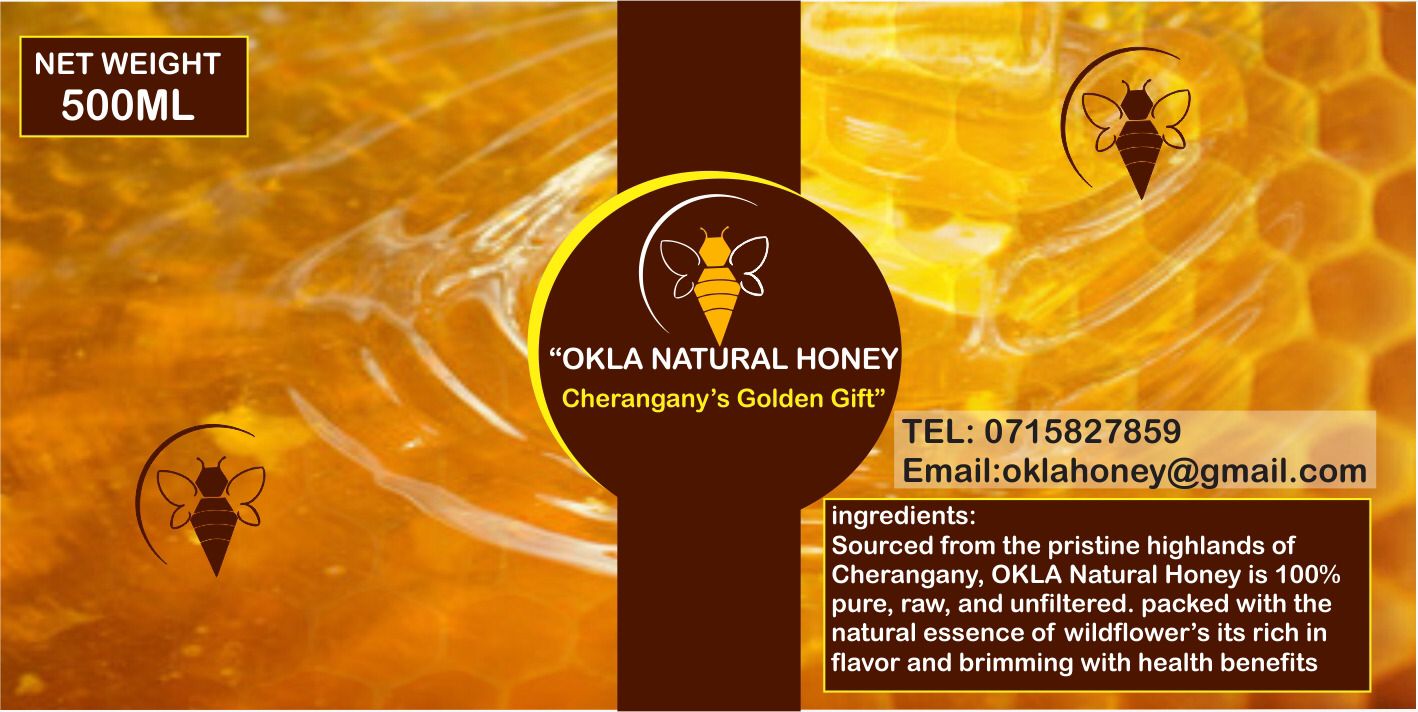 NET WEIGHT
500ML
“OKLA NATURAL HONEY
Cherangany’s Golden Gift”
TEL: 0715827859
Email:oklahoney@gmail.com
ingredients:
Sourced from the pristine highlands of
Cherangany, OKLA Natural Honey is 100%
pure, raw, and unfiltered. packed with the
natural essence of wildflower’s its rich in
flavor and brimming with health benefits